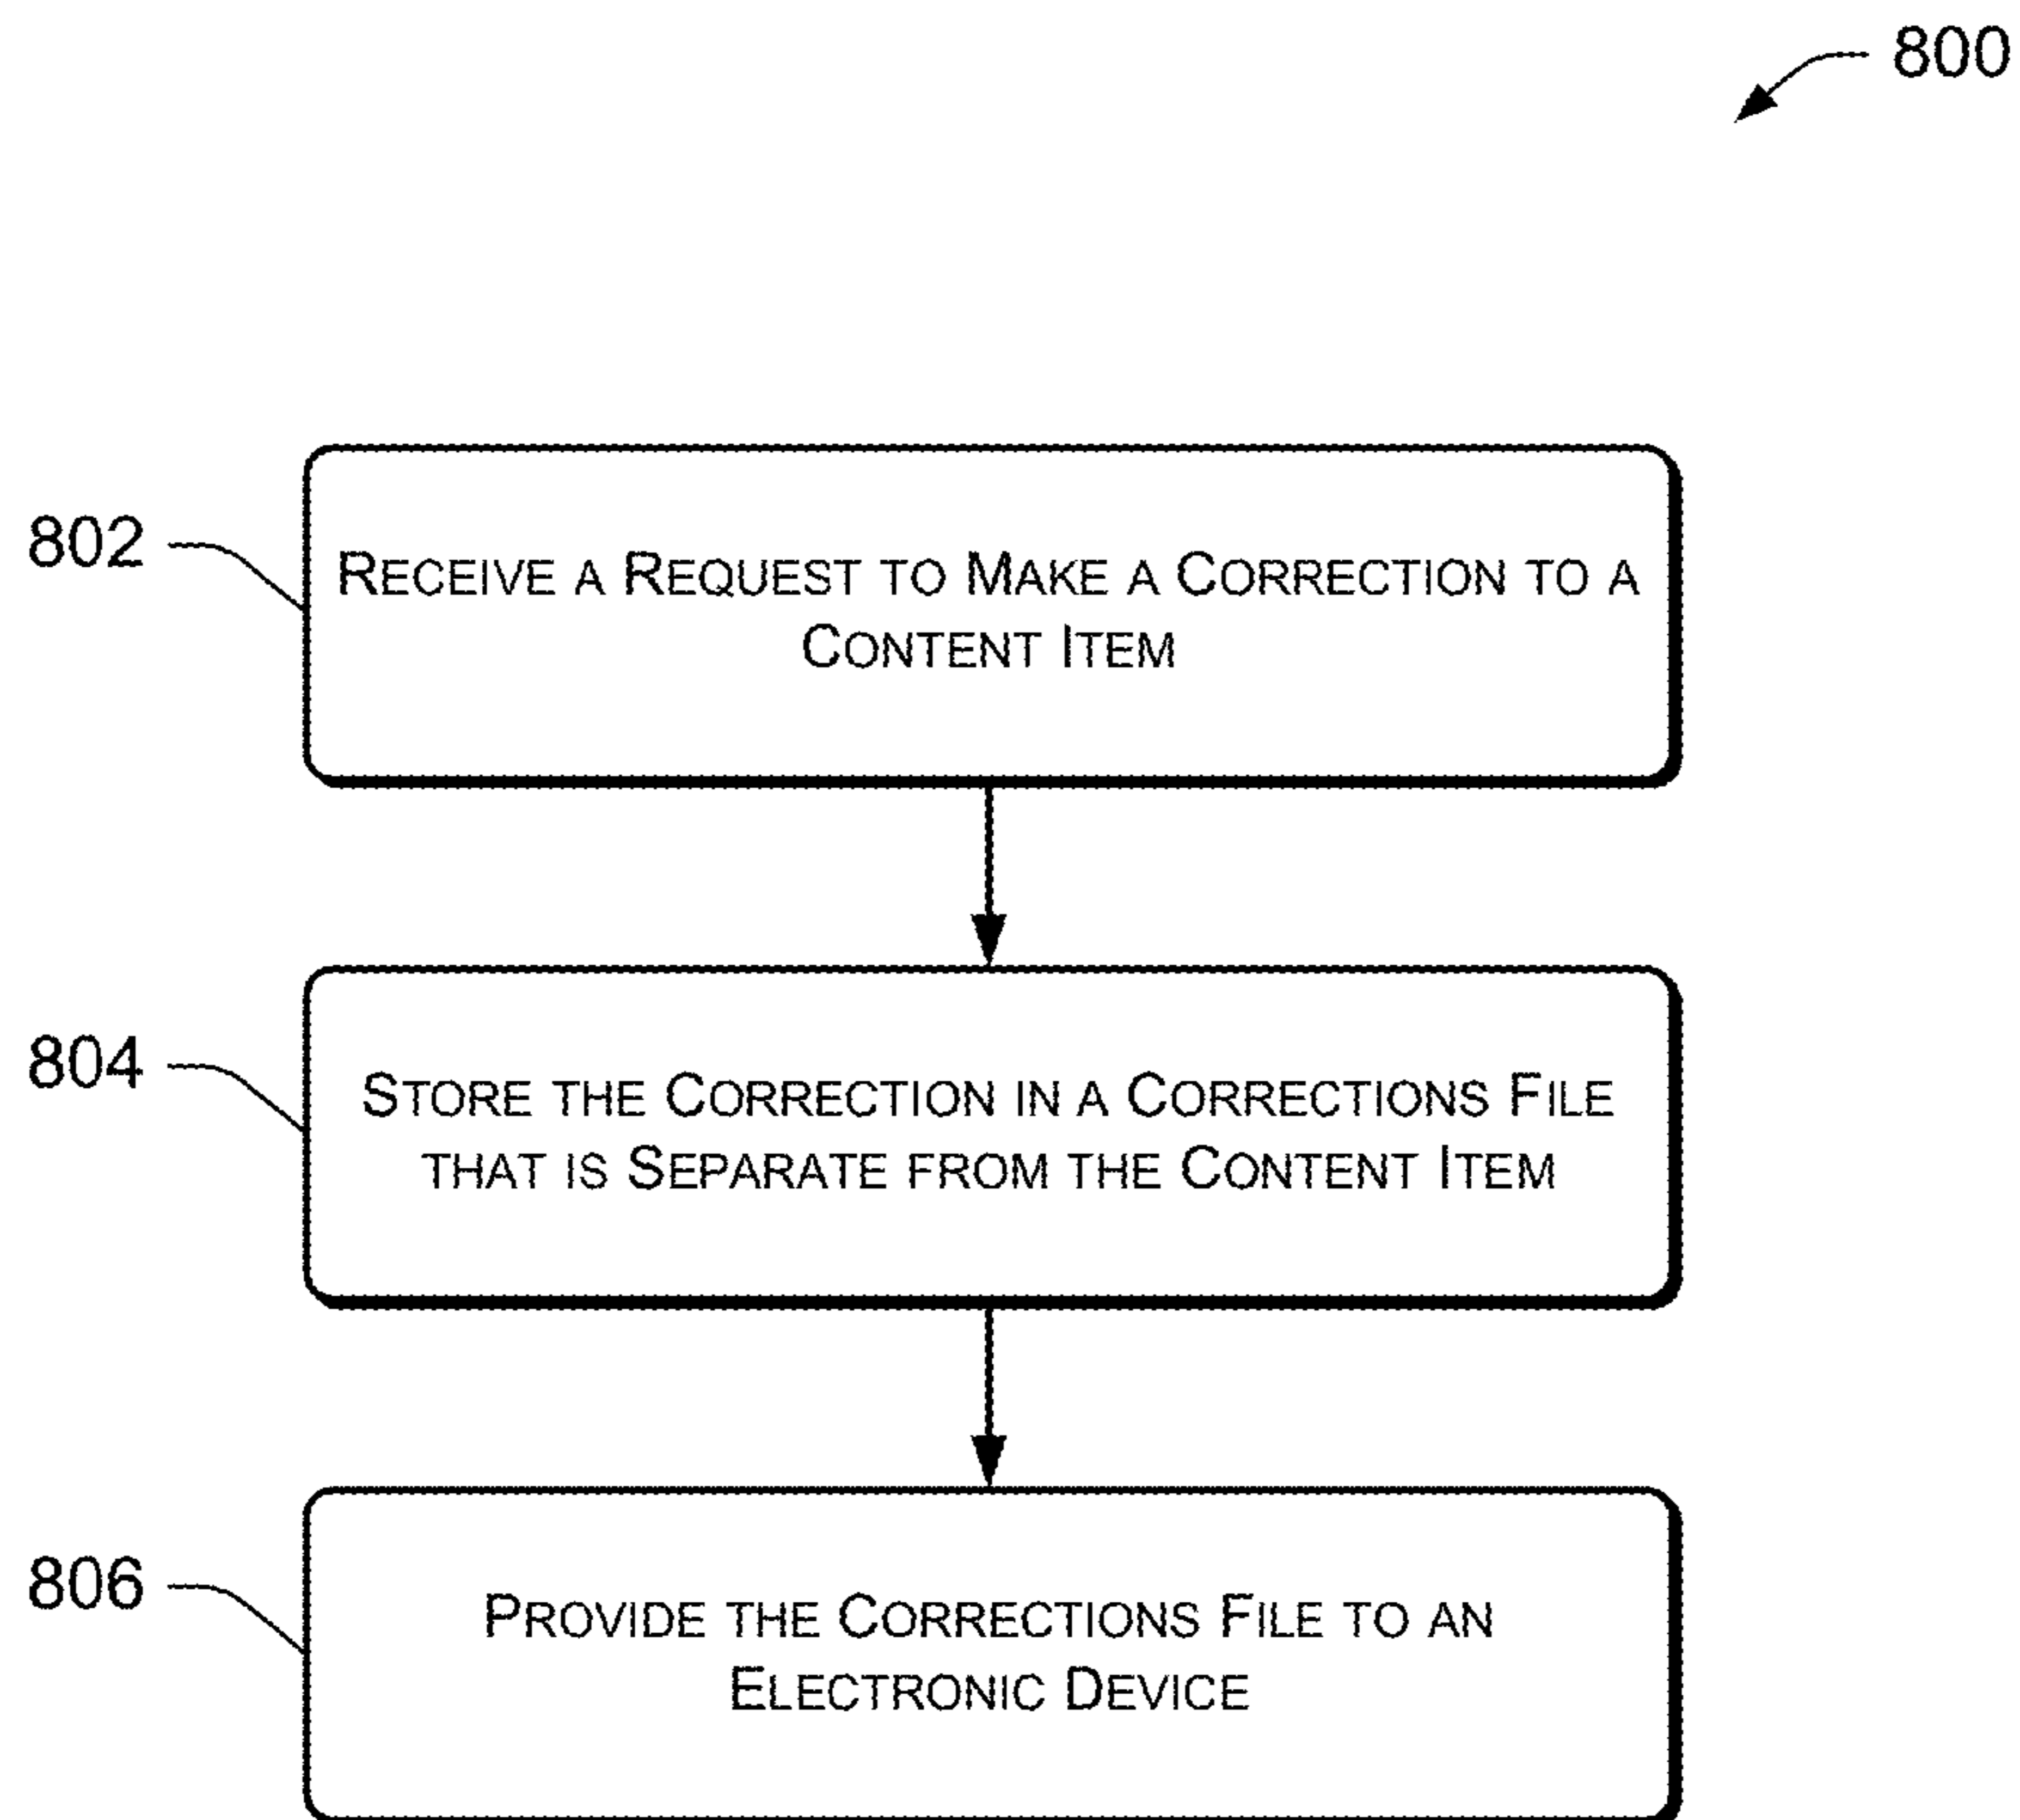 800
802
RECEIVE A REQUEST TO MAKE A CORRECTION TO A
CONTENT ITEM
804
STORE THE CORRECTION IN A CORRECTIONS FILE
THAT IS SEPARATE FROM THE CONTENT ITEM
806
PROVIDE THE CORRECTIONS FILE TO AN
ELECTRONIC DEVICE